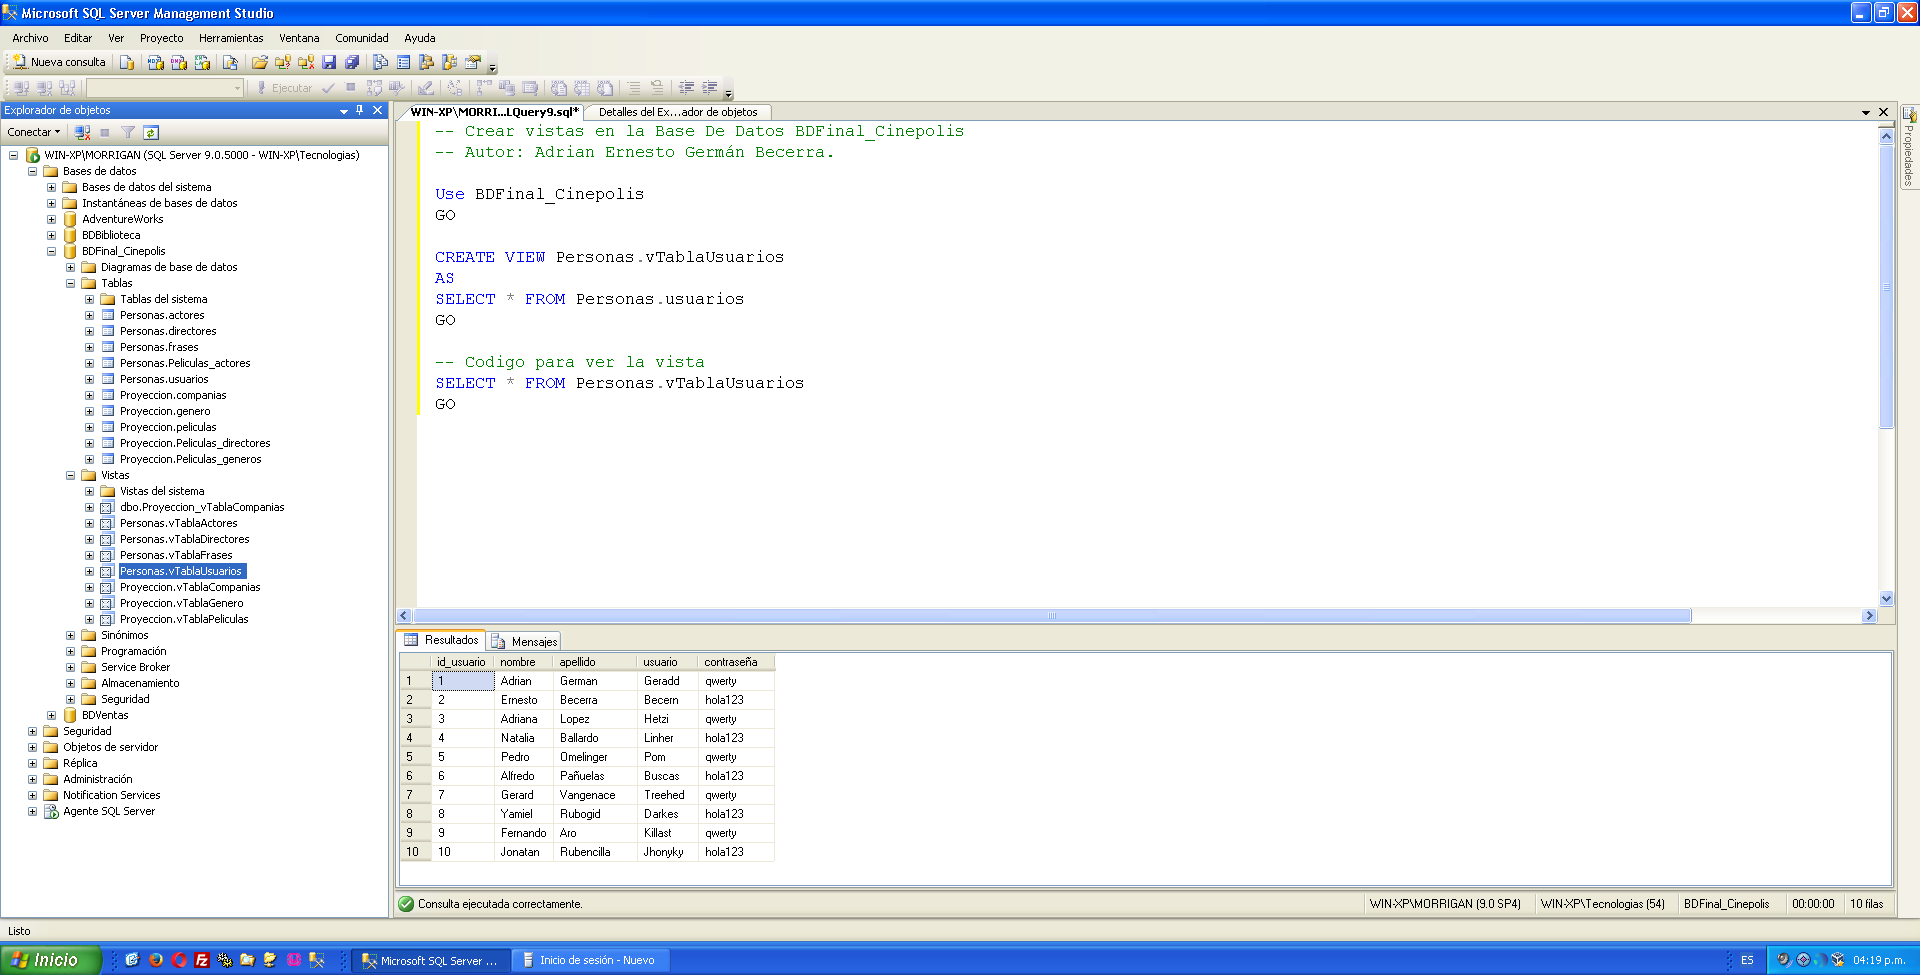 Microsoft SQL Server Management Studio
Archivo Editar Ver Proyecto Herramientas Ventana Comunidad Ayuda
Nueva consulta
Ejecutar
Explorador de objetos
Conectar
WIN-XP\MORRIGAN (SQL Server 9.0.5000 - WIN-XP\Tecnologias)
Bases de datos
Bases de datos del sistema
Instantáneas de bases de datos
AdventureWorks
BDBiblioteca
BDFinal_Cinepolis
Diagramas de base de datos
Tablas
Tablas del sistema
Personas.actores
Personas.directores
Personas.frases
Personas.Peliculas_actores
Personas.usuarios
Proyeccion.companias
Proyeccion.genero
Proyeccion.peliculas
Proyeccion.Peliculas_directores
Proyeccion.Peliculas_generos
Vistas
Vistas del sistema
dbo.Proyeccion_vTablaCompanias
Personas.vTablaActores
Personas.vTablaDirectores
Personas.vTablaFrases
Personas.vTablaUsuarios
Proyeccion.vTablaCompanias
Proyeccion.vTablaGenero
Proyeccion.vTablaPeliculas
Sinónimos
Programación
Service Broker
Almacenamiento
Seguridad
BDVentas
Seguridad
Objetos de servidor
Réplica
Administración
Notification Services
Agente SQL Server
WIN-XP\MORRI...LQuery9.sql* Detalles del Ex...ador de objetos
-- Crear vistas en la Base De Datos BDFinal_Cinepolis
-- Autor: Adrian Ernesto Germán Becerra.
Use BDFinal_Cinepolis
GO
CREATE VIEW Personas.vTablaUsuarios
AS
SELECT * FROM Personas.usuarios
GO
-- Codigo para ver la vista
SELECT * FROM Personas.vTablaUsuarios
GO
Propiedades
Resultados Mensajes
id_usuario nombre apellido usuario contraseña
1 1 Adrian German Geradd qwerty
2 2 Ernesto Becerra Becern hola123
3 3 Adriana Lopez Hetzi qwerty
4 4 Natalia Ballardo Linher hola123
5 5 Pedro Omelinger Pom qwerty
6 6 Alfredo Pañuelas Buscas hola123
7 7 Gerard Vangenace Treehed qwerty
8 8 Yamiel Rubogid Darkes hola123
9 9 Fernando Aro Killast qwerty
10 10 Jonatan Rubencilla Jhonyky hola123
Consulta ejecutada correctamente. WIN-XP\MORRIGAN (9.0 SP4) WIN-XP\Tecnologias (54) BDFinal_Cinepolis 00:00:00 10 filas
Listo
Inicio Microsoft SQL Server ... Inicio de sesión - Nuevo ES 04:19 p.m.